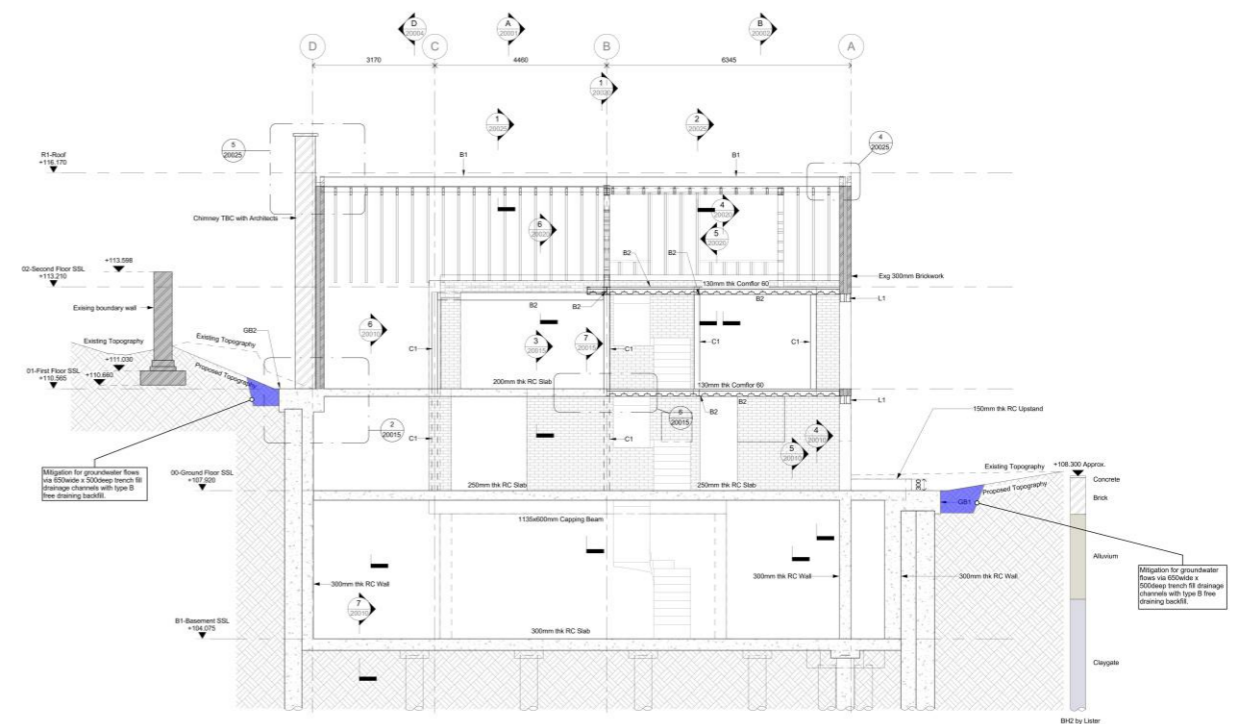 D
20004
A
20001
B
20002
D
C
B
A
3170
4460
6345
1
20020
1
20025
2
20025
5
20025
4
20025
R1-Roof
+116.170
B1
B1
Chimney TBC with Architects
4
20020
6
20020
5
20020
+113.598
02-Second Floor SSL
+113.210
B2
B2
Exg 300mm Brickwork
130mm thk Comflor 60
B2
B2
B2
L1
Exising boundary wall
6
20010
3
20015
7
20015
GB2
Existing Topography
Existing Topography
C1
C1
C1
C1
+111.030
Proposed Topography
01-First Floor SSL
+110.565
+110.660
200mm thk RC Slab
130mm thk Comflor 60
B2
L1
150mm thk RC Upstand
6
20015
2
20015
C1
C1
4
20010
5
20010
Mitigation for groundwater flows
via 650wide x 500deep trench fill
drainage channels with type B
free draining backfill.
00-Ground Floor SSL
+107.920
250mm thk RC Slab
250mm thk RC Slab
Existing Topography
+108.300 Approx.
Concrete
Proposed Topography
Brick
GB1
1135x600mm Capping Beam
Alluvium
Mitigation for groundwater
flows via 650wide x
500deep trench fill drainage
channels with type B free
draining backfill.
300mm thk RC Wall
300mm thk RC Wall
300mm thk RC Wall
7
20010
B1-Basement SSL
+104.075
300mm thk RC Slab
Claygate
BH2 by Lister